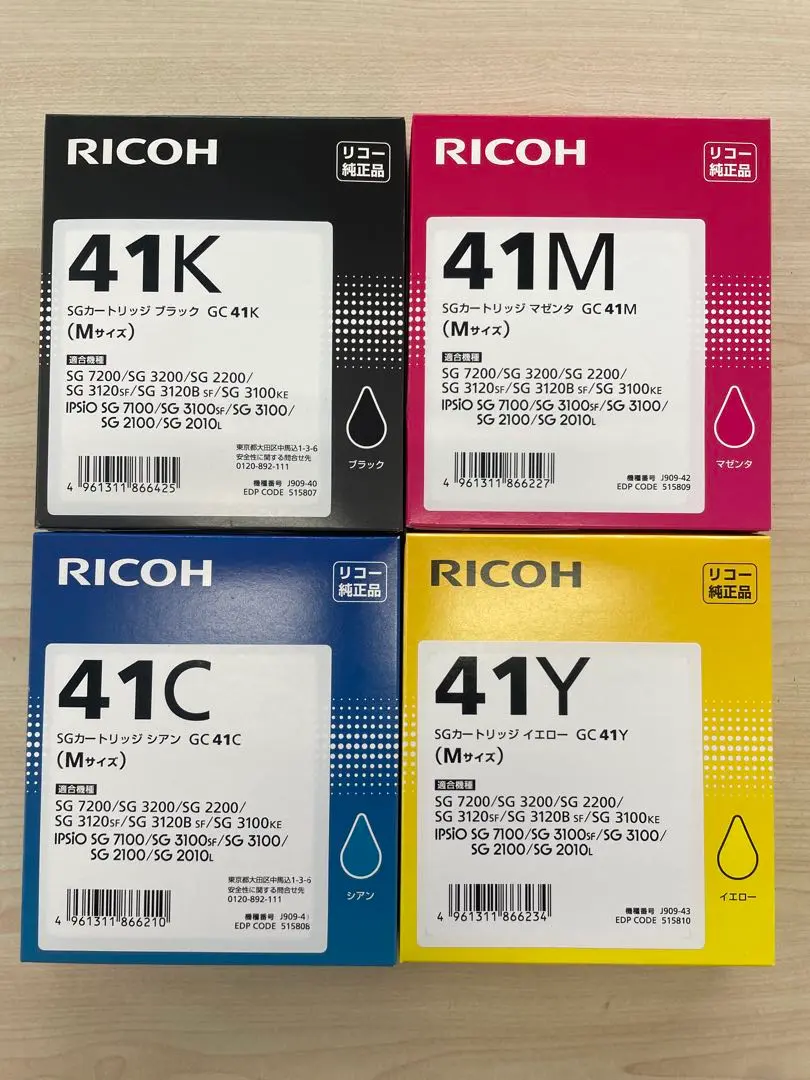 RICOH
リコー
純正品
41K
SGカートリッジ ブラック GC 41K
(Mサイズ)
適合機種
SG 7200/SG 3200/SG 2200/
SG 3120SF/SG 3120B SF/SG 3100KE
IPSiO SG 7100/SG 3100SF/SG 3100/
SG 2100/SG 2010L
ブラック
東京都大田区中馬込1-3-6
安全性に関する問合せ先
0120-892-111
機種番号 J909-40
EDP CODE 515807
4 961311 866425
RICOH
リコー
純正品
41M
SGカートリッジ マゼンタ GC 41M
(Mサイズ)
適合機種
SG 7200/SG 3200/SG 2200/
SG 3120SF/SG 3120B SF/SG 3100KE
IPSiO SG 7100/SG 3100SF/SG 3100/
SG 2100/SG 2010L
マゼンタ
機種番号 J909-42
EDP CODE 515809
4 961311 866227
RICOH
リコー
純正品
41C
SGカートリッジ シアン GC 41C
(Mサイズ)
適合機種
SG 7200/SG 3200/SG 2200/
SG 3120SF/SG 3120B SF/SG 3100KE
IPSiO SG 7100/SG 3100SF/SG 3100/
SG 2100/SG 2010L
シアン
東京都大田区中馬込1-3-6
安全性に関する問合せ先
0120-892-111
機種番号
EDP CODE 515808
4 961311 866210
RICOH
リコー
純正品
41Y
SGカートリッジ イエロー GC 41Y
(Mサイズ)
適合機種
SG 7200/SG 3200/SG 2200/
SG 3120SF/SG 3120B SF/SG 3100KE
IPSiO SG 7100/SG 3100SF/SG 3100/
SG 2100/SG 2010L
イエロー
機種番号 J909-43
EDP CODE 515810
4 961311 866234